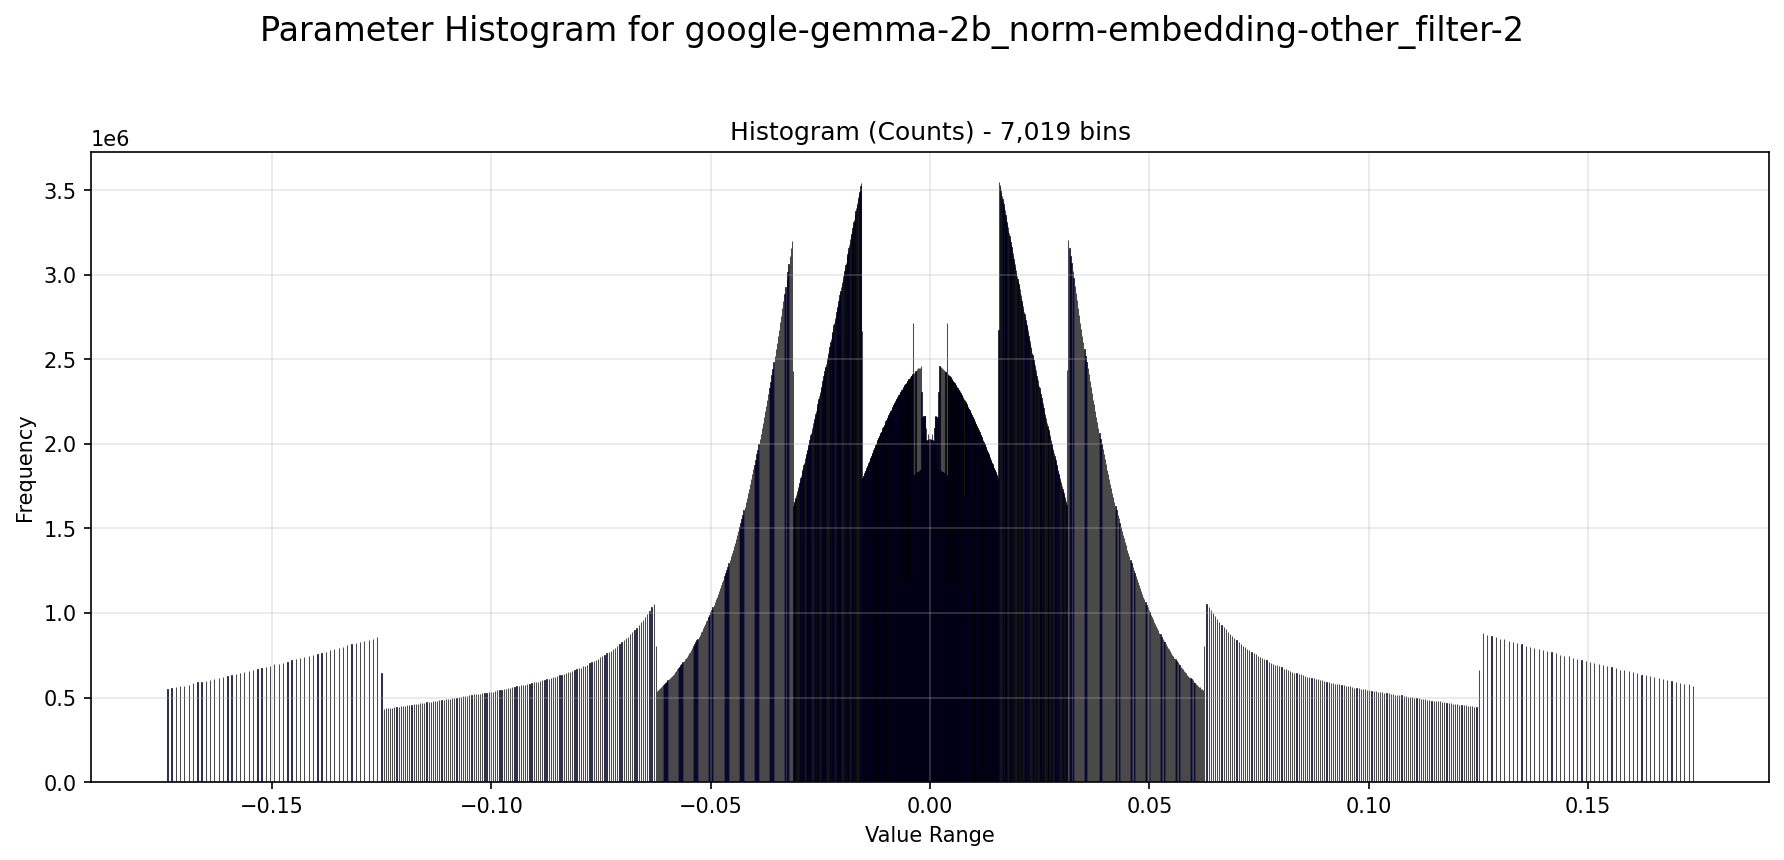 Parameter Histogram for google-gemma-2b_norm-embedding-other_filter-2
Histogram (Counts) - 7,019 bins
1e6
3.5
3.0
2.5
2.0
1.5
1.0
0.5
0.0
Frequency
−0.15 −0.10 −0.05 0.00 0.05 0.10 0.15
Value Range